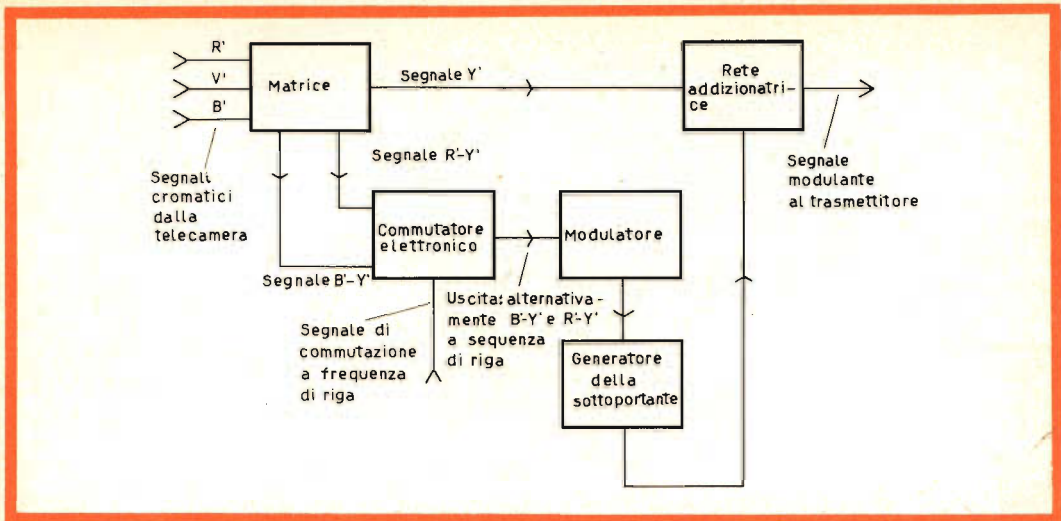 R'
V'
B'
Matrice
Segnale Y'
Rete
addizionatri-
ce
Segnali
cromatici
dalla
telecamera
Segnale R'-Y'
Segnale
modulante
al trasmettitore
Commutatore
elettronico
Modulatore
Segnale B'-Y'
Segnale di
commutazione
a frequenza
di riga
Uscita: alternativa-
mente B'-Y' e R'-Y'
a sequenza
di riga
Generatore
della
sottoportante